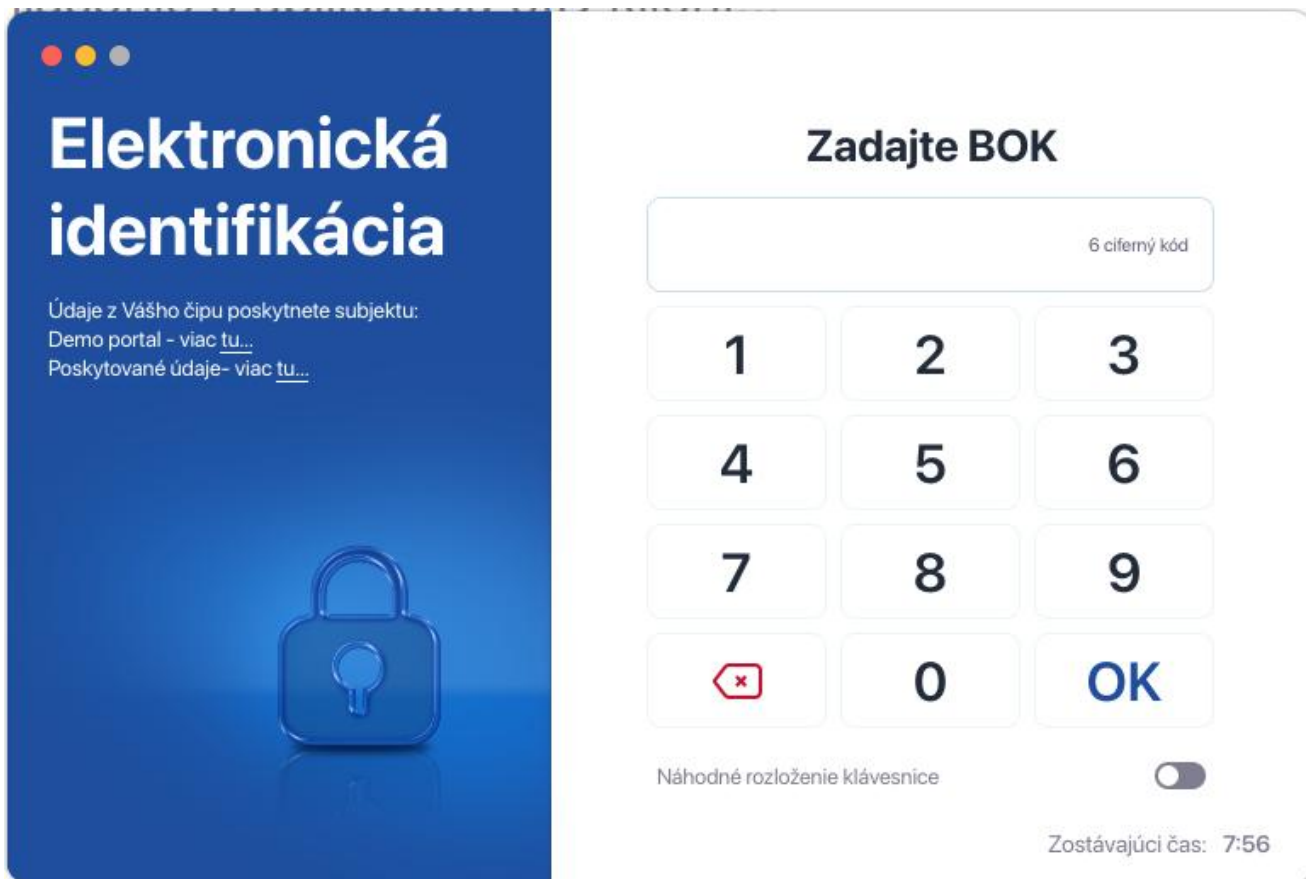 Elektronická
identifikácia
Údaje z Vášho čipu poskytnete subjektu:
Demo portal - viac tu...
Poskytované údaje- viac tu...
Zadajte BOK
6 ciferný kód
1 2 3
4 5 6
7 8 9
0 OK
Náhodné rozloženie klávesnice
Zostávajúci čas: 7:56